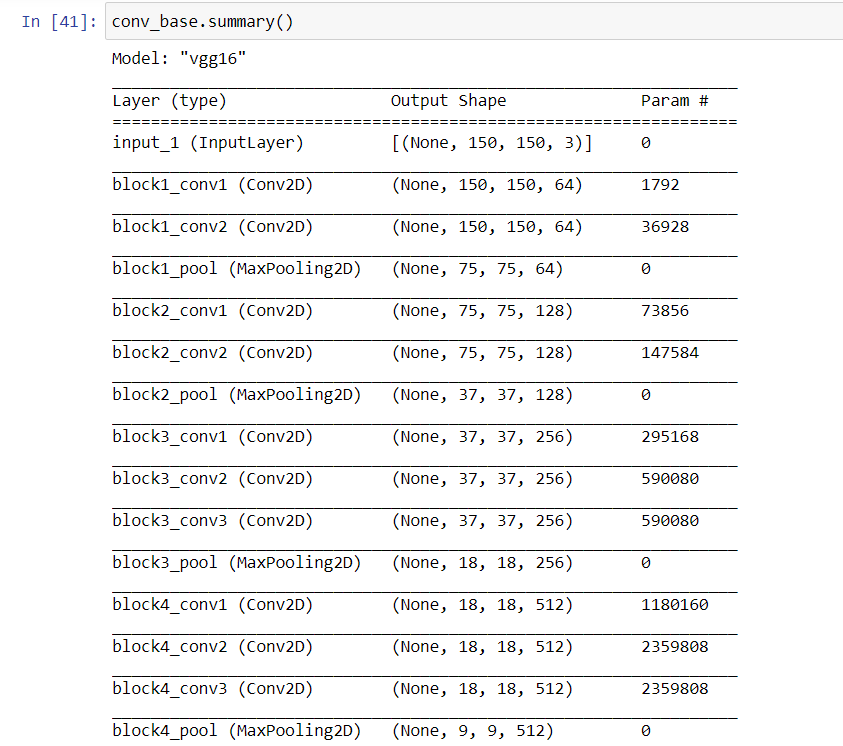 In [41]: conv_base.summary()
Model: "vgg16"
_________________________________________________________________
Layer (type)                 Output Shape              Param #
=================================================================
input_1 (InputLayer)         [(None, 150, 150, 3)]     0
_________________________________________________________________
block1_conv1 (Conv2D)        (None, 150, 150, 64)      1792
_________________________________________________________________
block1_conv2 (Conv2D)        (None, 150, 150, 64)      36928
_________________________________________________________________
block1_pool (MaxPooling2D)   (None, 75, 75, 64)        0
_________________________________________________________________
block2_conv1 (Conv2D)        (None, 75, 75, 128)       73856
_________________________________________________________________
block2_conv2 (Conv2D)        (None, 75, 75, 128)       147584
_________________________________________________________________
block2_pool (MaxPooling2D)   (None, 37, 37, 128)       0
_________________________________________________________________
block3_conv1 (Conv2D)        (None, 37, 37, 256)       295168
_________________________________________________________________
block3_conv2 (Conv2D)        (None, 37, 37, 256)       590080
_________________________________________________________________
block3_conv3 (Conv2D)        (None, 37, 37, 256)       590080
_________________________________________________________________
block3_pool (MaxPooling2D)   (None, 18, 18, 256)       0
_________________________________________________________________
block4_conv1 (Conv2D)        (None, 18, 18, 512)       1180160
_________________________________________________________________
block4_conv2 (Conv2D)        (None, 18, 18, 512)       2359808
_________________________________________________________________
block4_conv3 (Conv2D)        (None, 18, 18, 512)       2359808
_________________________________________________________________
block4_pool (MaxPooling2D)   (None, 9, 9, 512)         0